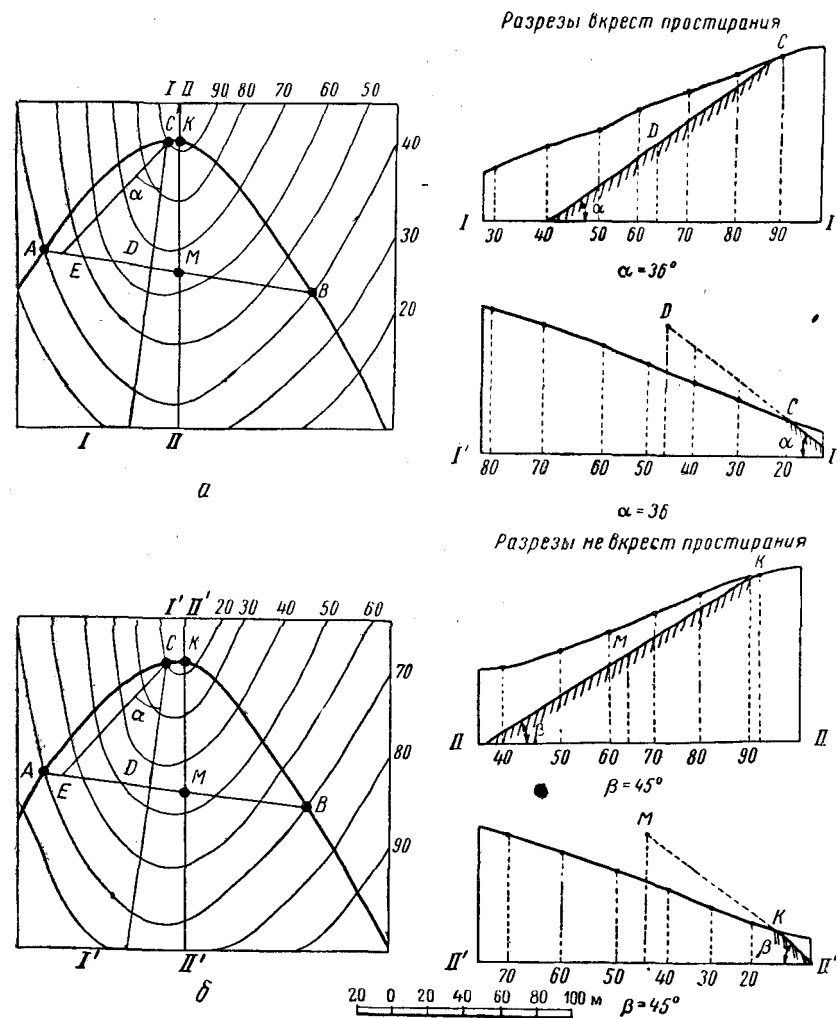 Разрезы вкрест простирания
I II 90 80 70 60 50
C K
40
α
A
30
D M
E
B
20
I II
а
C
D
α
I I
30 40 50 60 70 80 90
α = 36°
D
C
α
I' I
80 70 60 50 40 30 20
α = 36
Разрезы не вкрест простирания
I' II' 20 30 40 50 60
C K
70
α
A
80
D M
E
B
90
I' II'
б
K
M
β
II II
40 50 60 70 80 90
β = 45°
M
K
β
II' II'
70 60 50 40 30 20
β = 45°
20 0 20 40 60 80 100 м